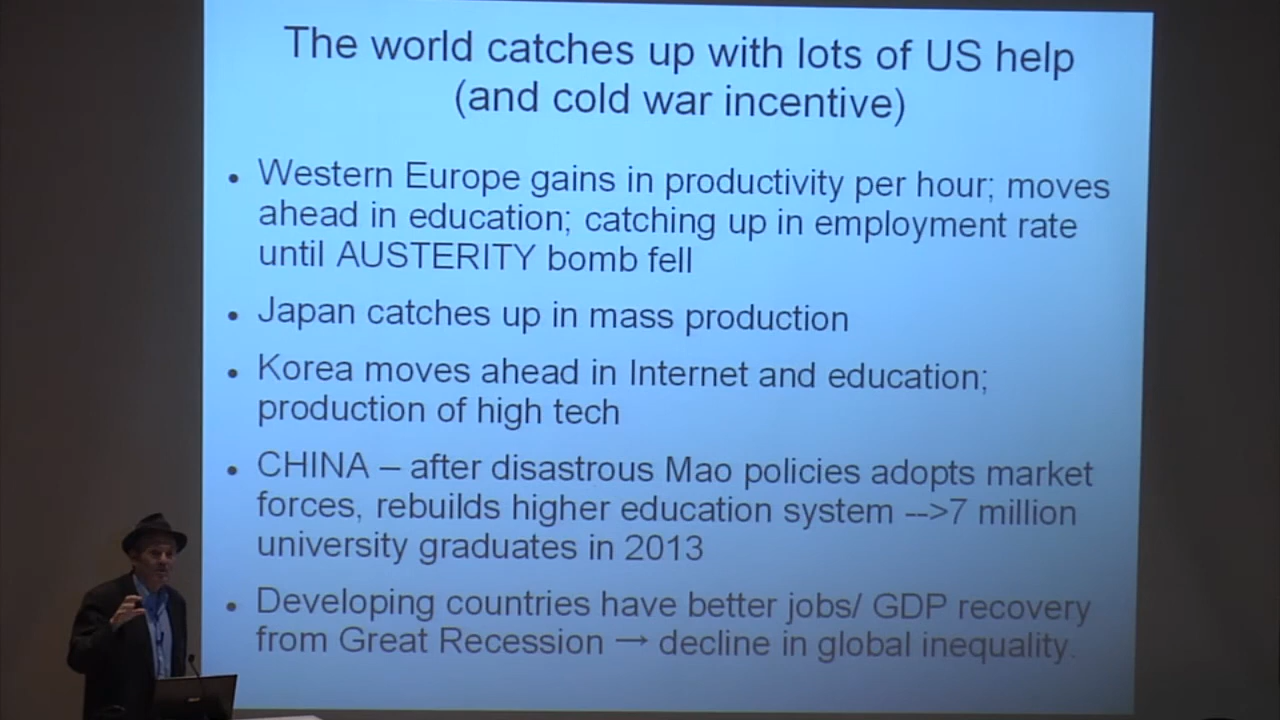 The world catches up with lots of US help
(and cold war incentive)
• Western Europe gains in productivity per hour; moves
ahead in education; catching up in employment rate
until AUSTERITY bomb fell
• Japan catches up in mass production
• Korea moves ahead in Internet and education;
production of high tech
• CHINA – after disastrous Mao policies adopts market
forces, rebuilds higher education system -->7 million
university graduates in 2013
• Developing countries have better jobs/ GDP recovery
from Great Recession → decline in global inequality.